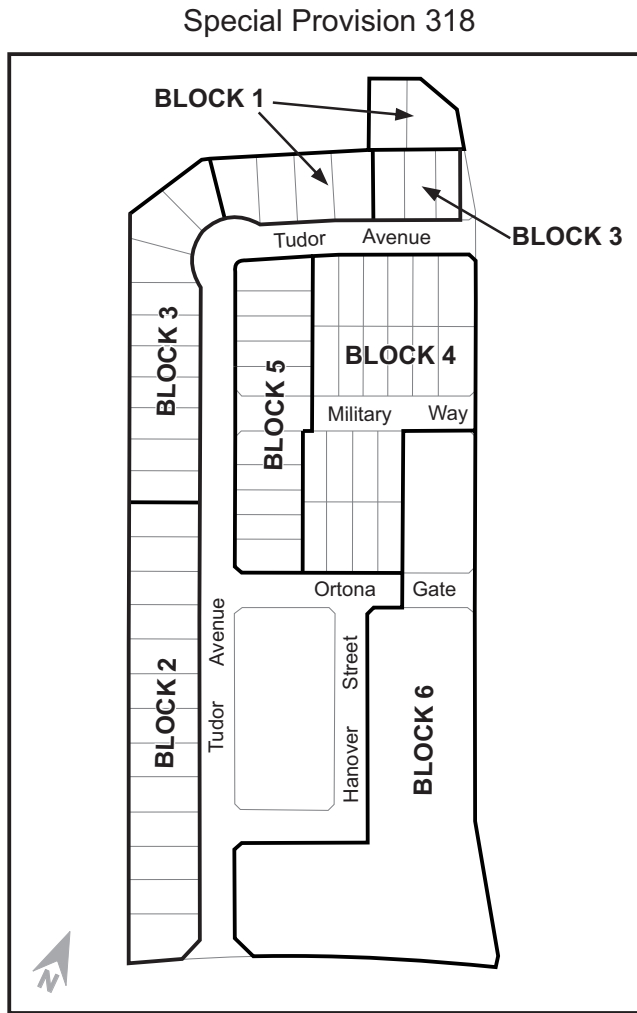 Special Provision 318
BLOCK 1
BLOCK 3
Tudor Avenue
BLOCK 3
BLOCK 5
BLOCK 4
Military Way
Ortona Gate
Tudor Avenue
Hanover Street
BLOCK 2
BLOCK 6
N